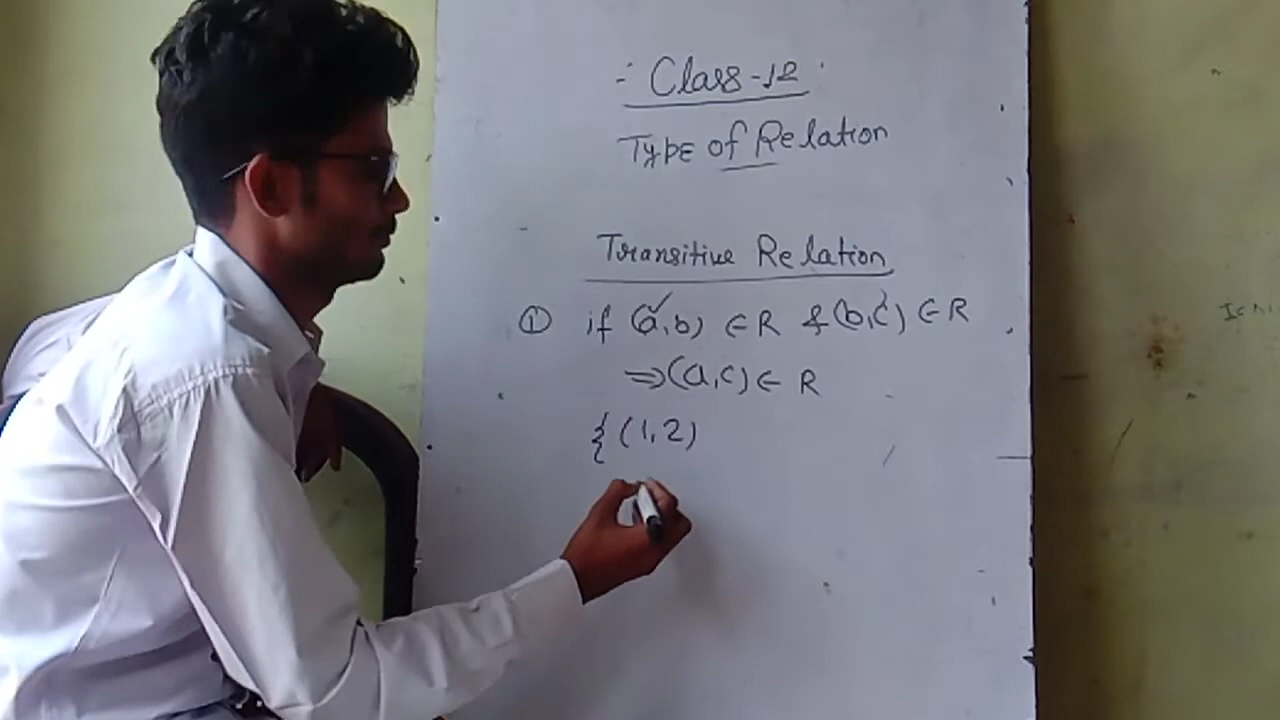 Class-12
Type of Relation
Transitive Relation
① if (a,b) ∈ R & (b,c) ∈ R
⇒(a,c) ∈ R
{(1,2)